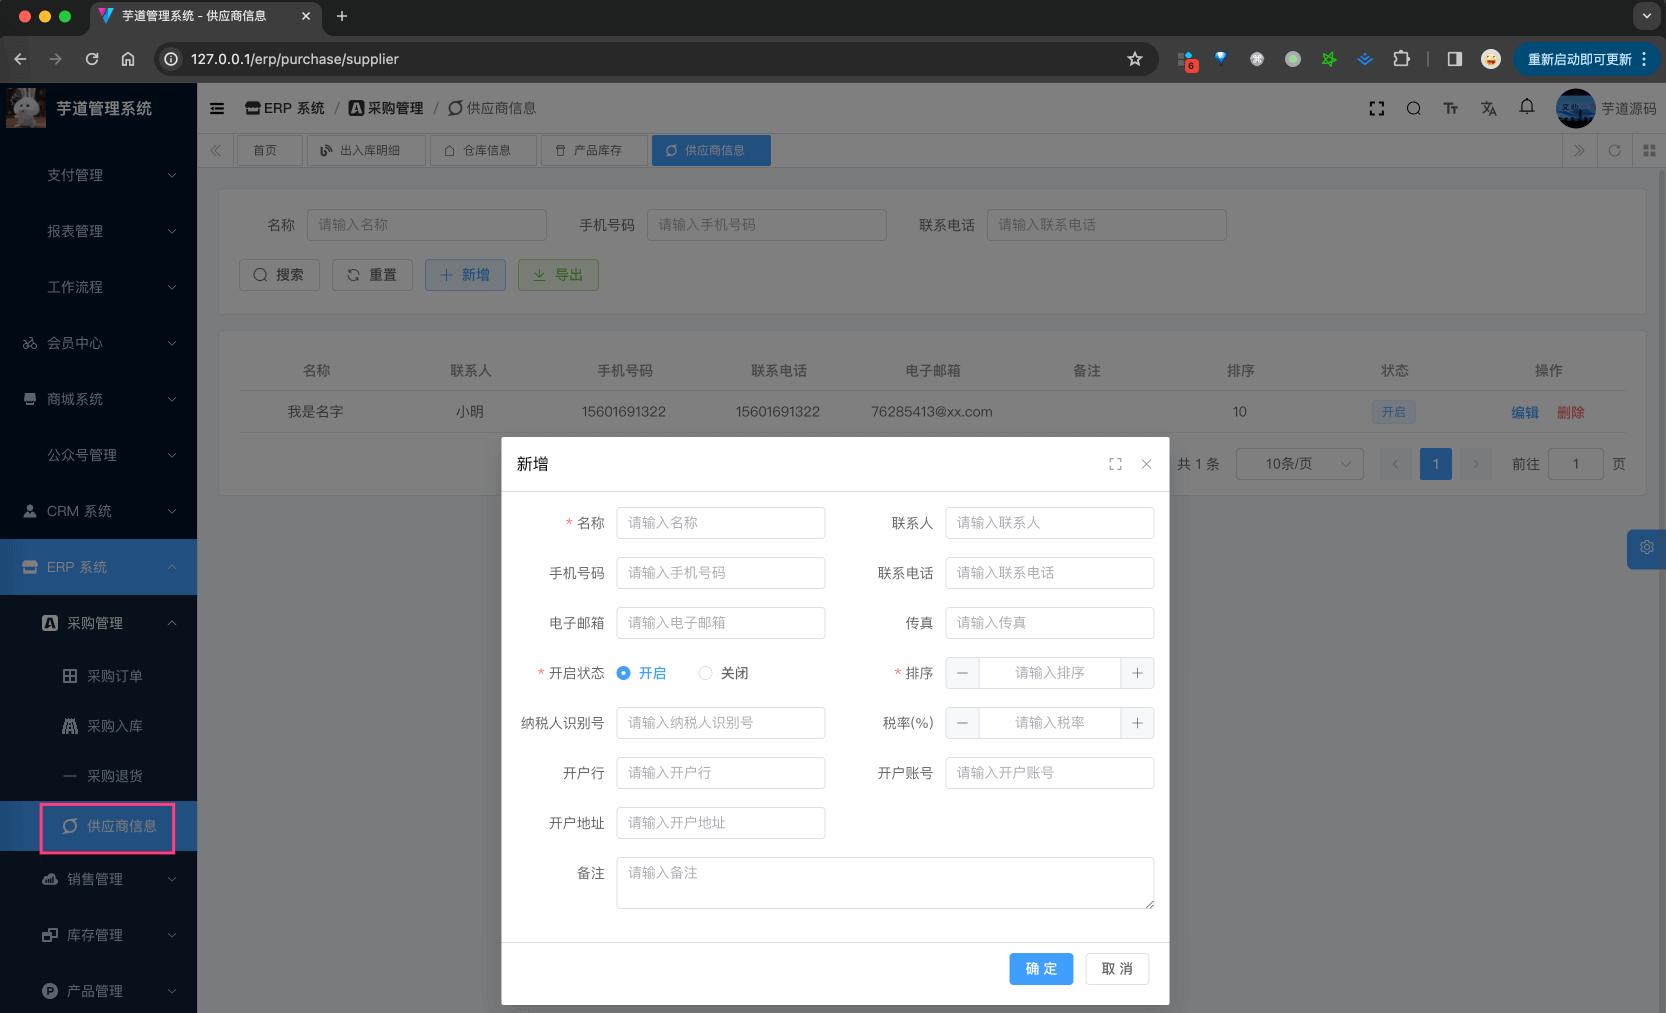 芋道管理系统 - 供应商信息
127.0.0.1/erp/purchase/supplier
6
重新启动即可更新
芋道管理系统
ERP 系统 / 采购管理 / 供应商信息
芋道源码
首页 出入库明细 仓库信息 产品库存 供应商信息
支付管理
报表管理
工作流程
会员中心
商城系统
公众号管理
CRM 系统
ERP 系统
采购管理
采购订单
采购入库
采购退货
供应商信息
销售管理
库存管理
产品管理
名称 请输入名称 手机号码 请输入手机号码 联系电话 请输入联系电话
搜索 重置 新增 导出
名称 联系人 手机号码 联系电话 电子邮箱 备注 排序 状态 操作
我是名字 小明 15601691322 15601691322 76285413@xx.com 10 开启 编辑 删除
共 1 条 10条/页 1 前往 1 页
新增
* 名称 请输入名称 联系人 请输入联系人
手机号码 请输入手机号码 联系电话 请输入联系电话
电子邮箱 请输入电子邮箱 传真 请输入传真
* 开启状态 开启 关闭 * 排序 请输入排序
纳税人识别号 请输入纳税人识别号 税率(%) 请输入税率
开户行 请输入开户行 开户账号 请输入开户账号
开户地址 请输入开户地址
备注 请输入备注
确 定 取 消